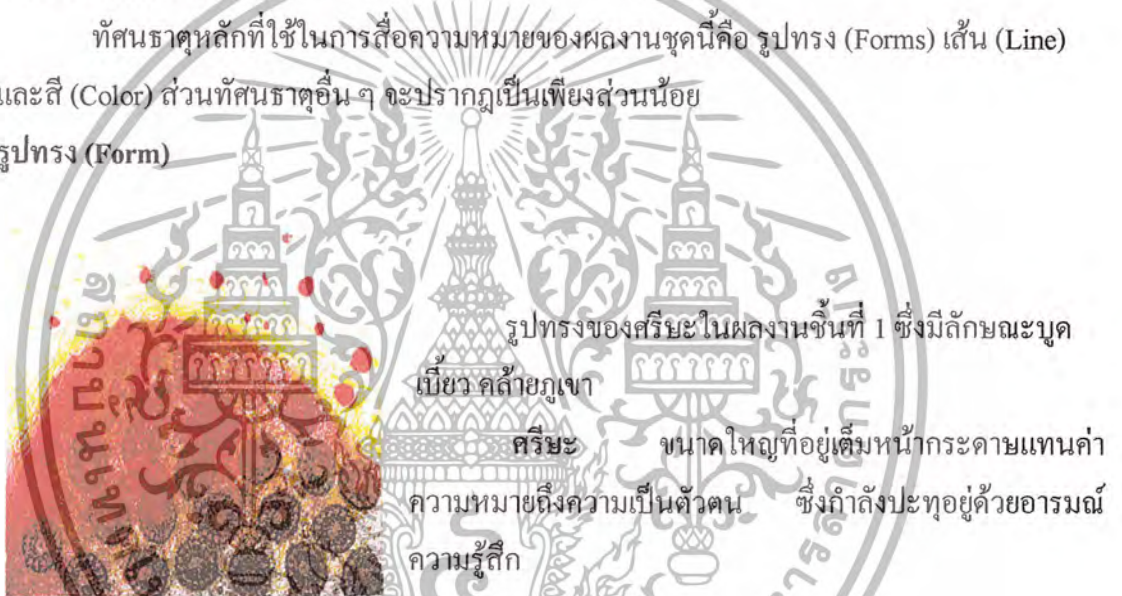 ทัศนธาตุหลักที่ใช้ในการสื่อความหมายของผลงานชุดนี้คือ รูปทรง (Forms) เส้น (Line)
และสี (Color) ส่วนทัศนธาตุอื่น ๆ จะปรากฎเป็นเพียงส่วนน้อย
รูปทรง (Form)
รูปทรงของศรีษะในผลงานชิ้นที่ 1 ซึ่งมีลักษณะบูด
เบี้ยว คล้ายภูเขา
ศรีษะ ขนาดใหญ่ที่อยู่เต็มหน้ากระดาษแทนค่า
ความหมายถึงความเป็นตัวตน ซึ่งกำลังปะทุอยู่ด้วยอารมณ์
ความรู้สึก